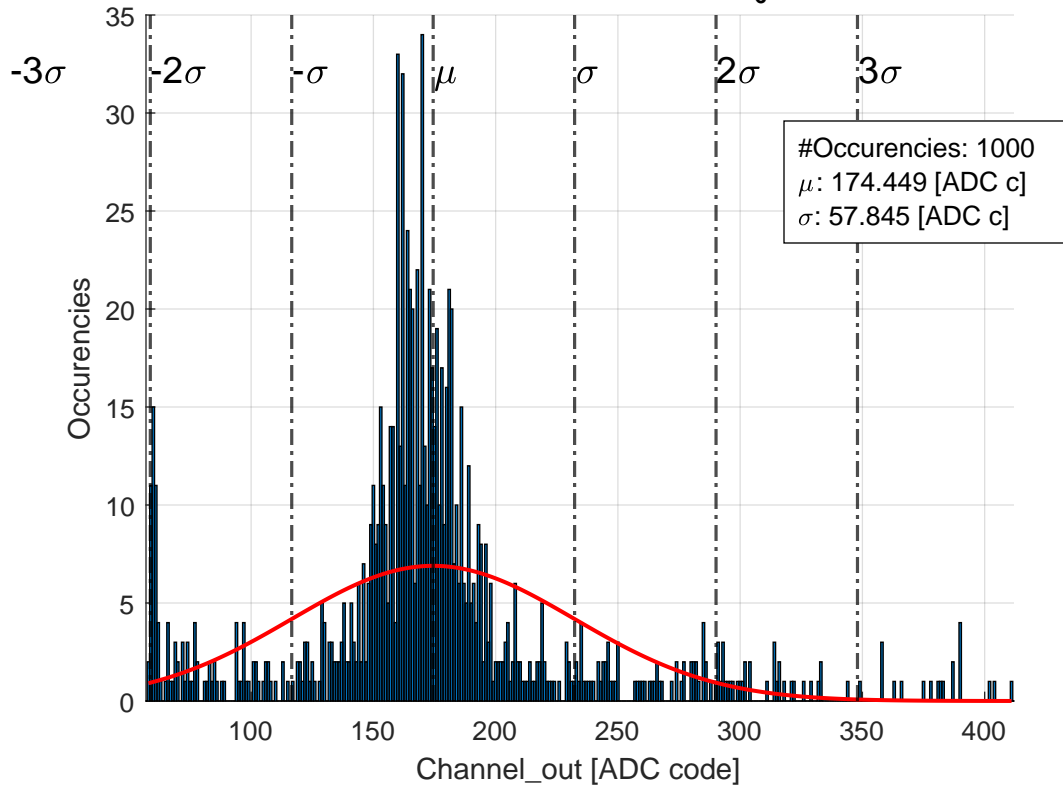 35
-3σ
-2σ
-σ
μ
σ
2σ
3σ
30
#Occurencies: 1000
μ: 174.449 [ADC c]
σ: 57.845 [ADC c]
25
20
15
10
5
0
Occurencies
100
150
200
250
300
350
400
Channel_out [ADC code]